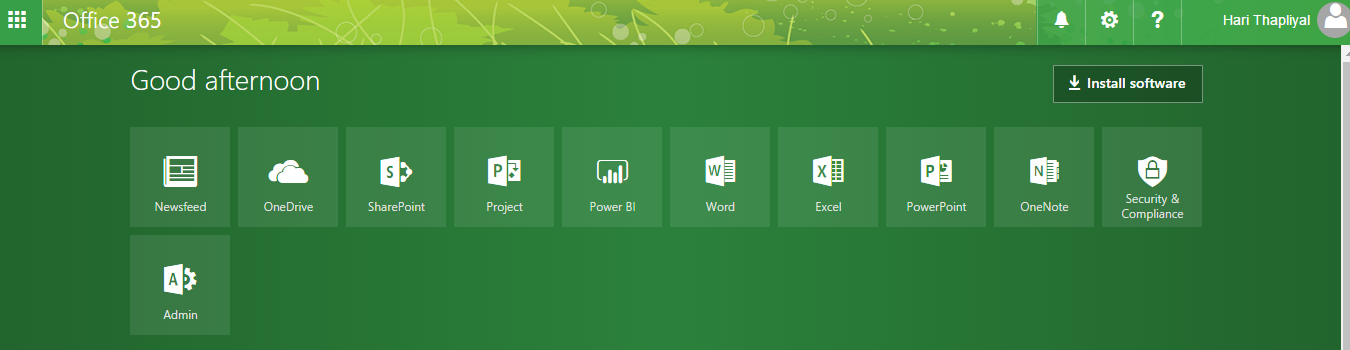 Office 365
?
Hari Thapliyal
Good afternoon
Install software
Newsfeed
OneDrive
S
SharePoint
P
Project
Power BI
W
Word
X
Excel
P
PowerPoint
N
OneNote
Security &
Compliance
A
Admin